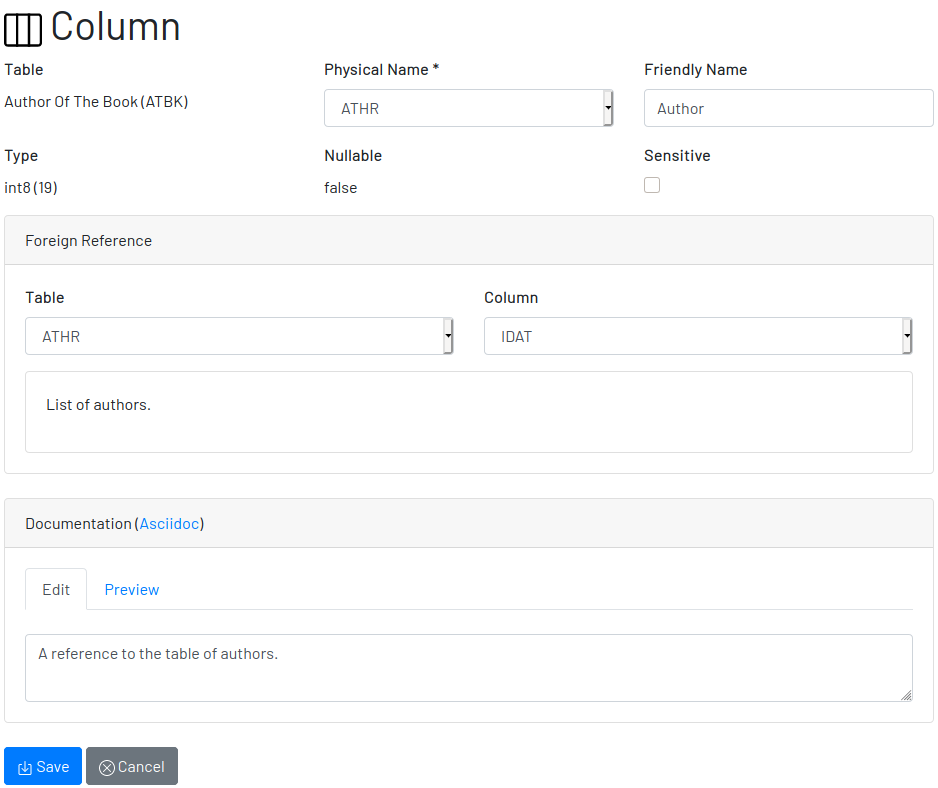 Column
Table Physical Name * Friendly Name
Author Of The Book (ATBK) ATHR Author
Type Nullable Sensitive
int8 (19) false
Foreign Reference
Table Column
ATHR IDAT
List of authors.
Documentation (Asciidoc)
Edit Preview
A reference to the table of authors.
Save Cancel